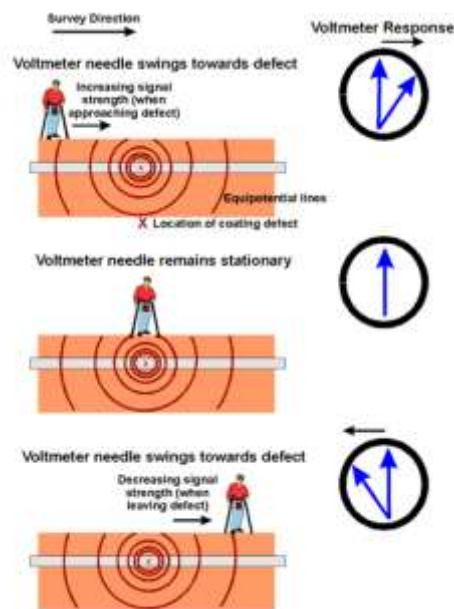 Survey Direction
Voltmeter Response
Voltmeter needle swings towards defect
Increasing signal
strength (when
approaching defect)
Equipotential lines
X Location of coating defect
Voltmeter needle remains stationary
Voltmeter needle swings towards defect
Decreasing signal
strength (when
leaving defect)